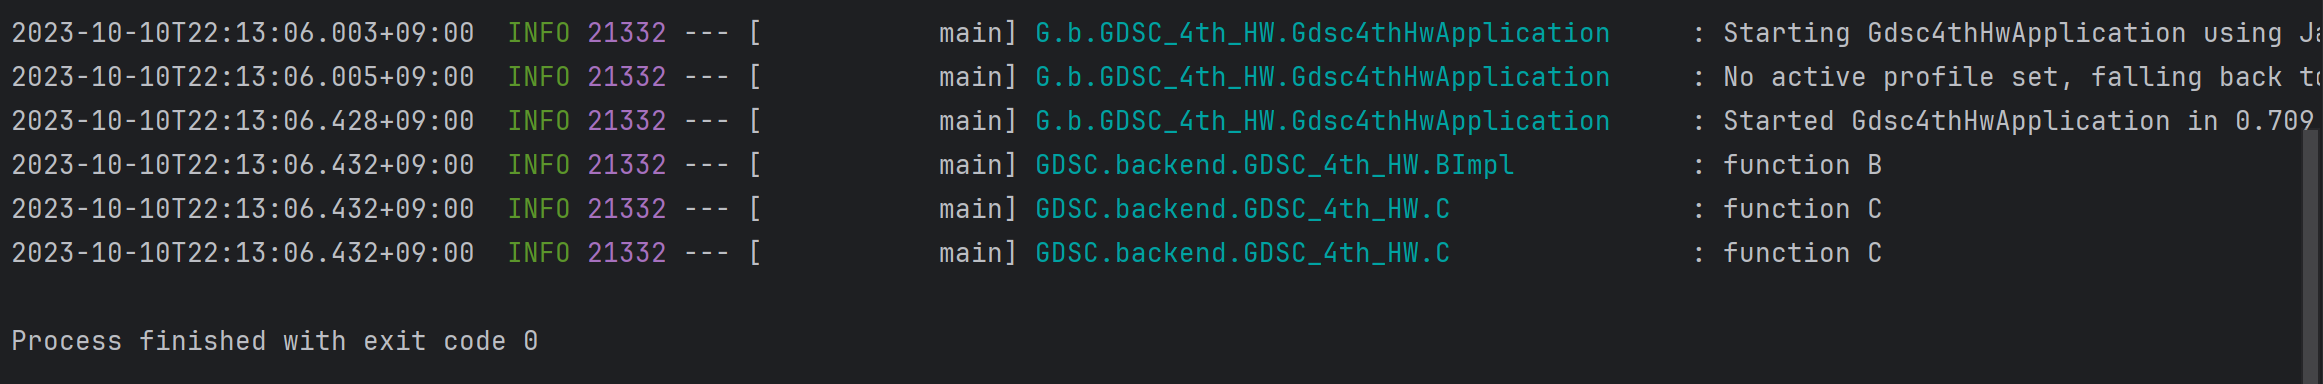 2023-10-10T22:13:06.003+09:00  INFO 21332 --- [           main] G.b.GDSC_4th_HW.Gdsc4thHwApplication     : Starting Gdsc4thHwApplication using
2023-10-10T22:13:06.005+09:00  INFO 21332 --- [           main] G.b.GDSC_4th_HW.Gdsc4thHwApplication     : No active profile set, falling back to
2023-10-10T22:13:06.428+09:00  INFO 21332 --- [           main] G.b.GDSC_4th_HW.Gdsc4thHwApplication     : Started Gdsc4thHwApplication in 0.709
2023-10-10T22:13:06.432+09:00  INFO 21332 --- [           main] GDSC.backend.GDSC_4th_HW.BImpl           : function B
2023-10-10T22:13:06.432+09:00  INFO 21332 --- [           main] GDSC.backend.GDSC_4th_HW.C               : function C
2023-10-10T22:13:06.432+09:00  INFO 21332 --- [           main] GDSC.backend.GDSC_4th_HW.C               : function C
Process finished with exit code 0